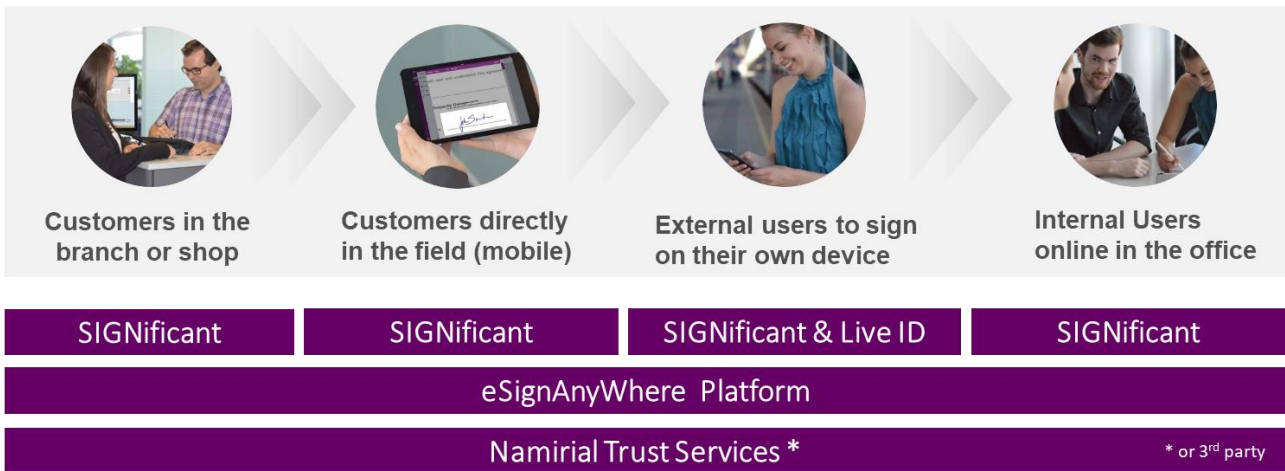 Customers in the
branch or shop
Customers directly
in the field (mobile)
External users to sign
on their own device
Internal Users
online in the office
SIGNificant
SIGNificant
SIGNificant & Live ID
SIGNificant
eSignAnyWhere Platform
Namirial Trust Services *
* or 3rd party